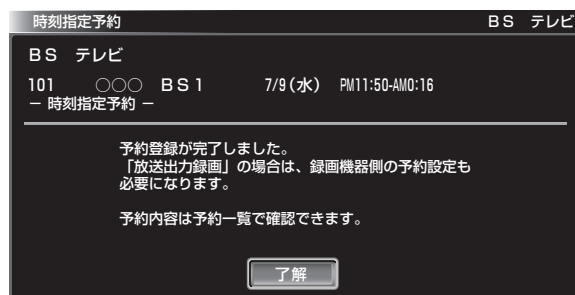 時刻指定予約 BS テレビ
BS テレビ
101 ○○○ BS1 7/9(水) PM11:50-AM0:16
− 時刻指定予約 −
予約登録が完了しました。
「放送出力録画」の場合は、録画機器側の予約設定も
必要になります。
予約内容は予約一覧で確認できます。
了解